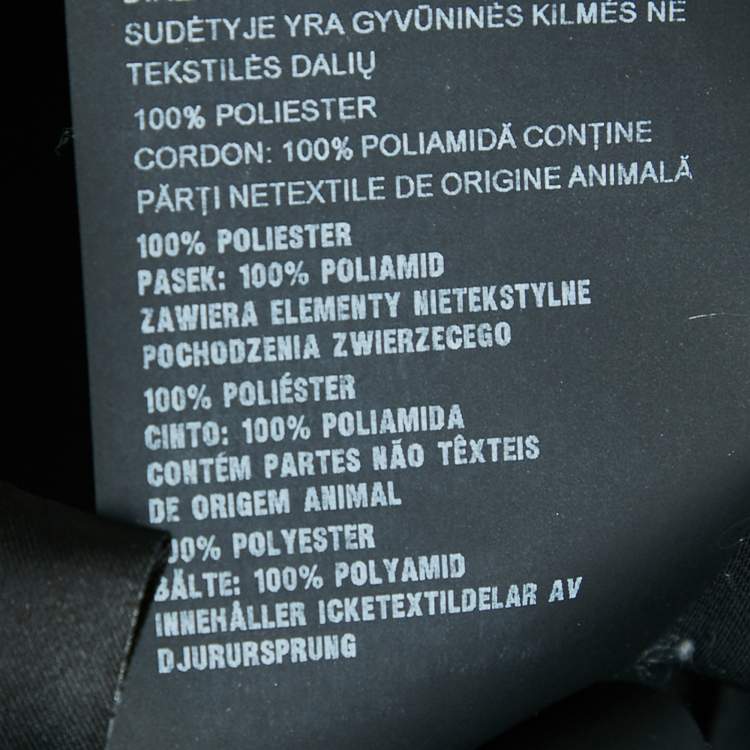 SUDĖTYJE YRA GYVŪNINĖS KILMĖS NE
TEKSTILĖS DALIŲ
100% POLIESTER
CORDON: 100% POLIAMIDĂ CONȚINE
PĂRȚI NETEXTILE DE ORIGINE ANIMALĂ
100% POLIESTER
PASEK: 100% POLIAMID
ZAWIERA ELEMENTY NIETEKSTYLNE
POCHODZENIA ZWIERZECEGO
100% POLIÉSTER
CINTO: 100% POLIAMIDA
CONTÉM PARTES NÃO TÊXTEIS
DE ORIGEM ANIMAL
00% POLYESTER
BÄLTE: 100% POLYAMID
INNEHÅLLER ICKETEXTILDELAR AV
DJURURSPRUNG